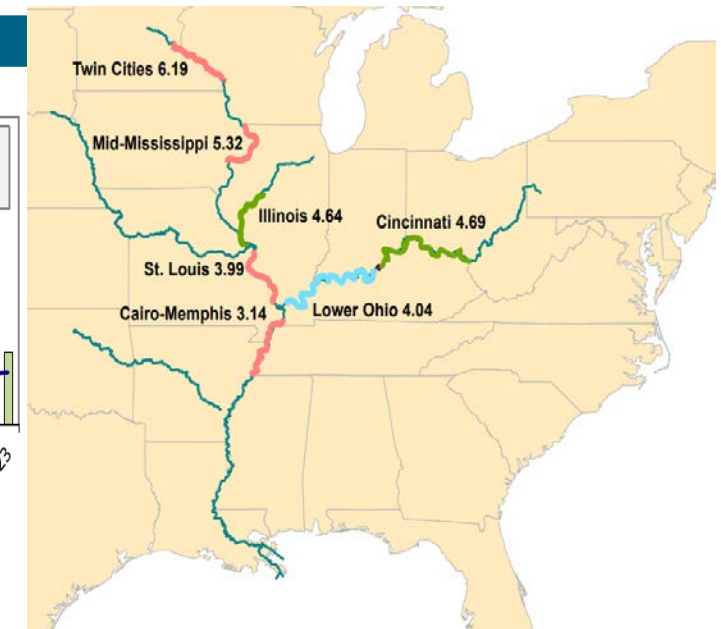 Twin Cities 6.19
Mid-Mississippi 5.32
Illinois 4.64
Cincinnati 4.69
St. Louis 3.99
Cairo-Memphis 3.14
Lower Ohio 4.04
23